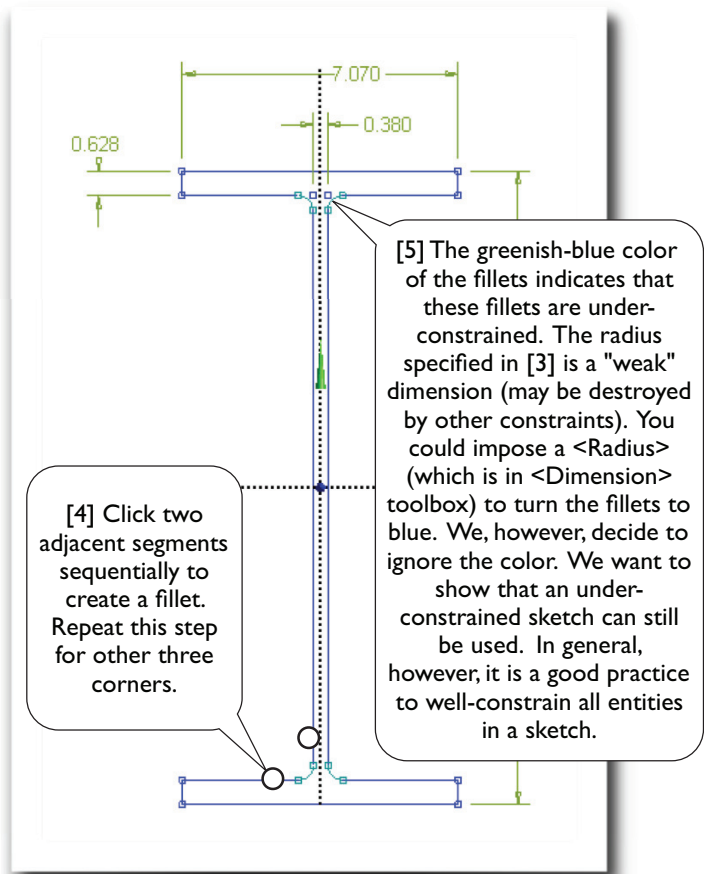 7.070
0.380
0.628
[5] The greenish-blue color
of the fillets indicates that
these fillets are under-
constrained. The radius
specified in [3] is a "weak"
dimension (may be destroyed
by other constraints). You
could impose a <Radius>
(which is in <Dimension>
toolbox) to turn the fillets to
blue. We, however, decide to
ignore the color. We want to
show that an under-
constrained sketch can still
be used. In general,
however, it is a good practice
to well-constrain all entities
in a sketch.
[4] Click two
adjacent segments
sequentially to
create a fillet.
Repeat this step
for other three
corners.